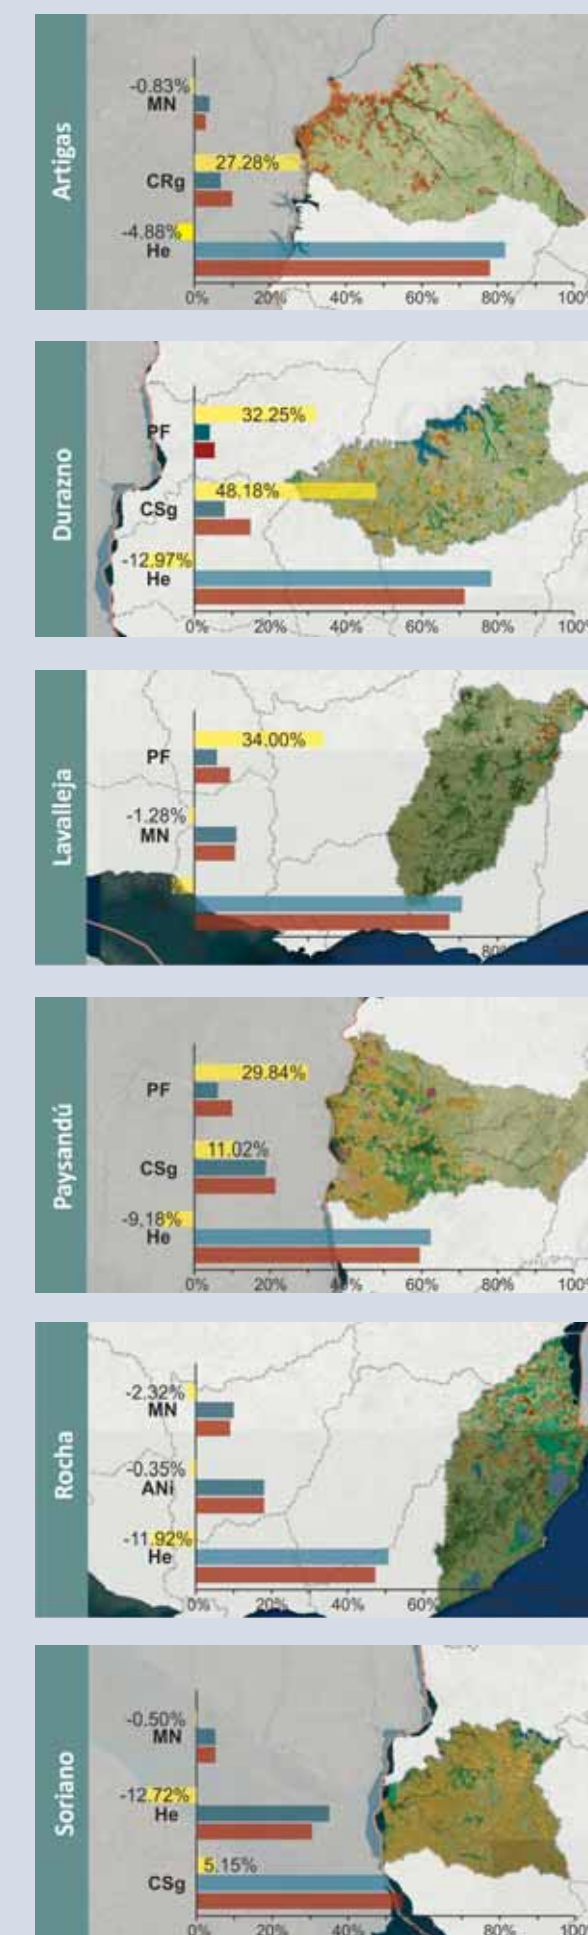 Artigas
-0.83%
MN
27.28%
CRg
-4.88%
He
0% 20% 40% 60% 80% 100%
Durazno
32.25%
PF
48.18%
CSg
-12.97%
He
0% 20% 40% 60% 80% 100%
Lavalleja
34.00%
PF
-1.28%
MN
80%
Paysandú
29.84%
PF
11.02%
CSg
-9.18%
He
0% 20% 40% 60% 80% 100%
Rocha
-2.32%
MN
-0.35%
ANi
-11.92%
He
0% 20% 40% 60%
Soriano
-0.50%
MN
-12.72%
He
5.15%
CSg
0% 20% 40% 80% 100%